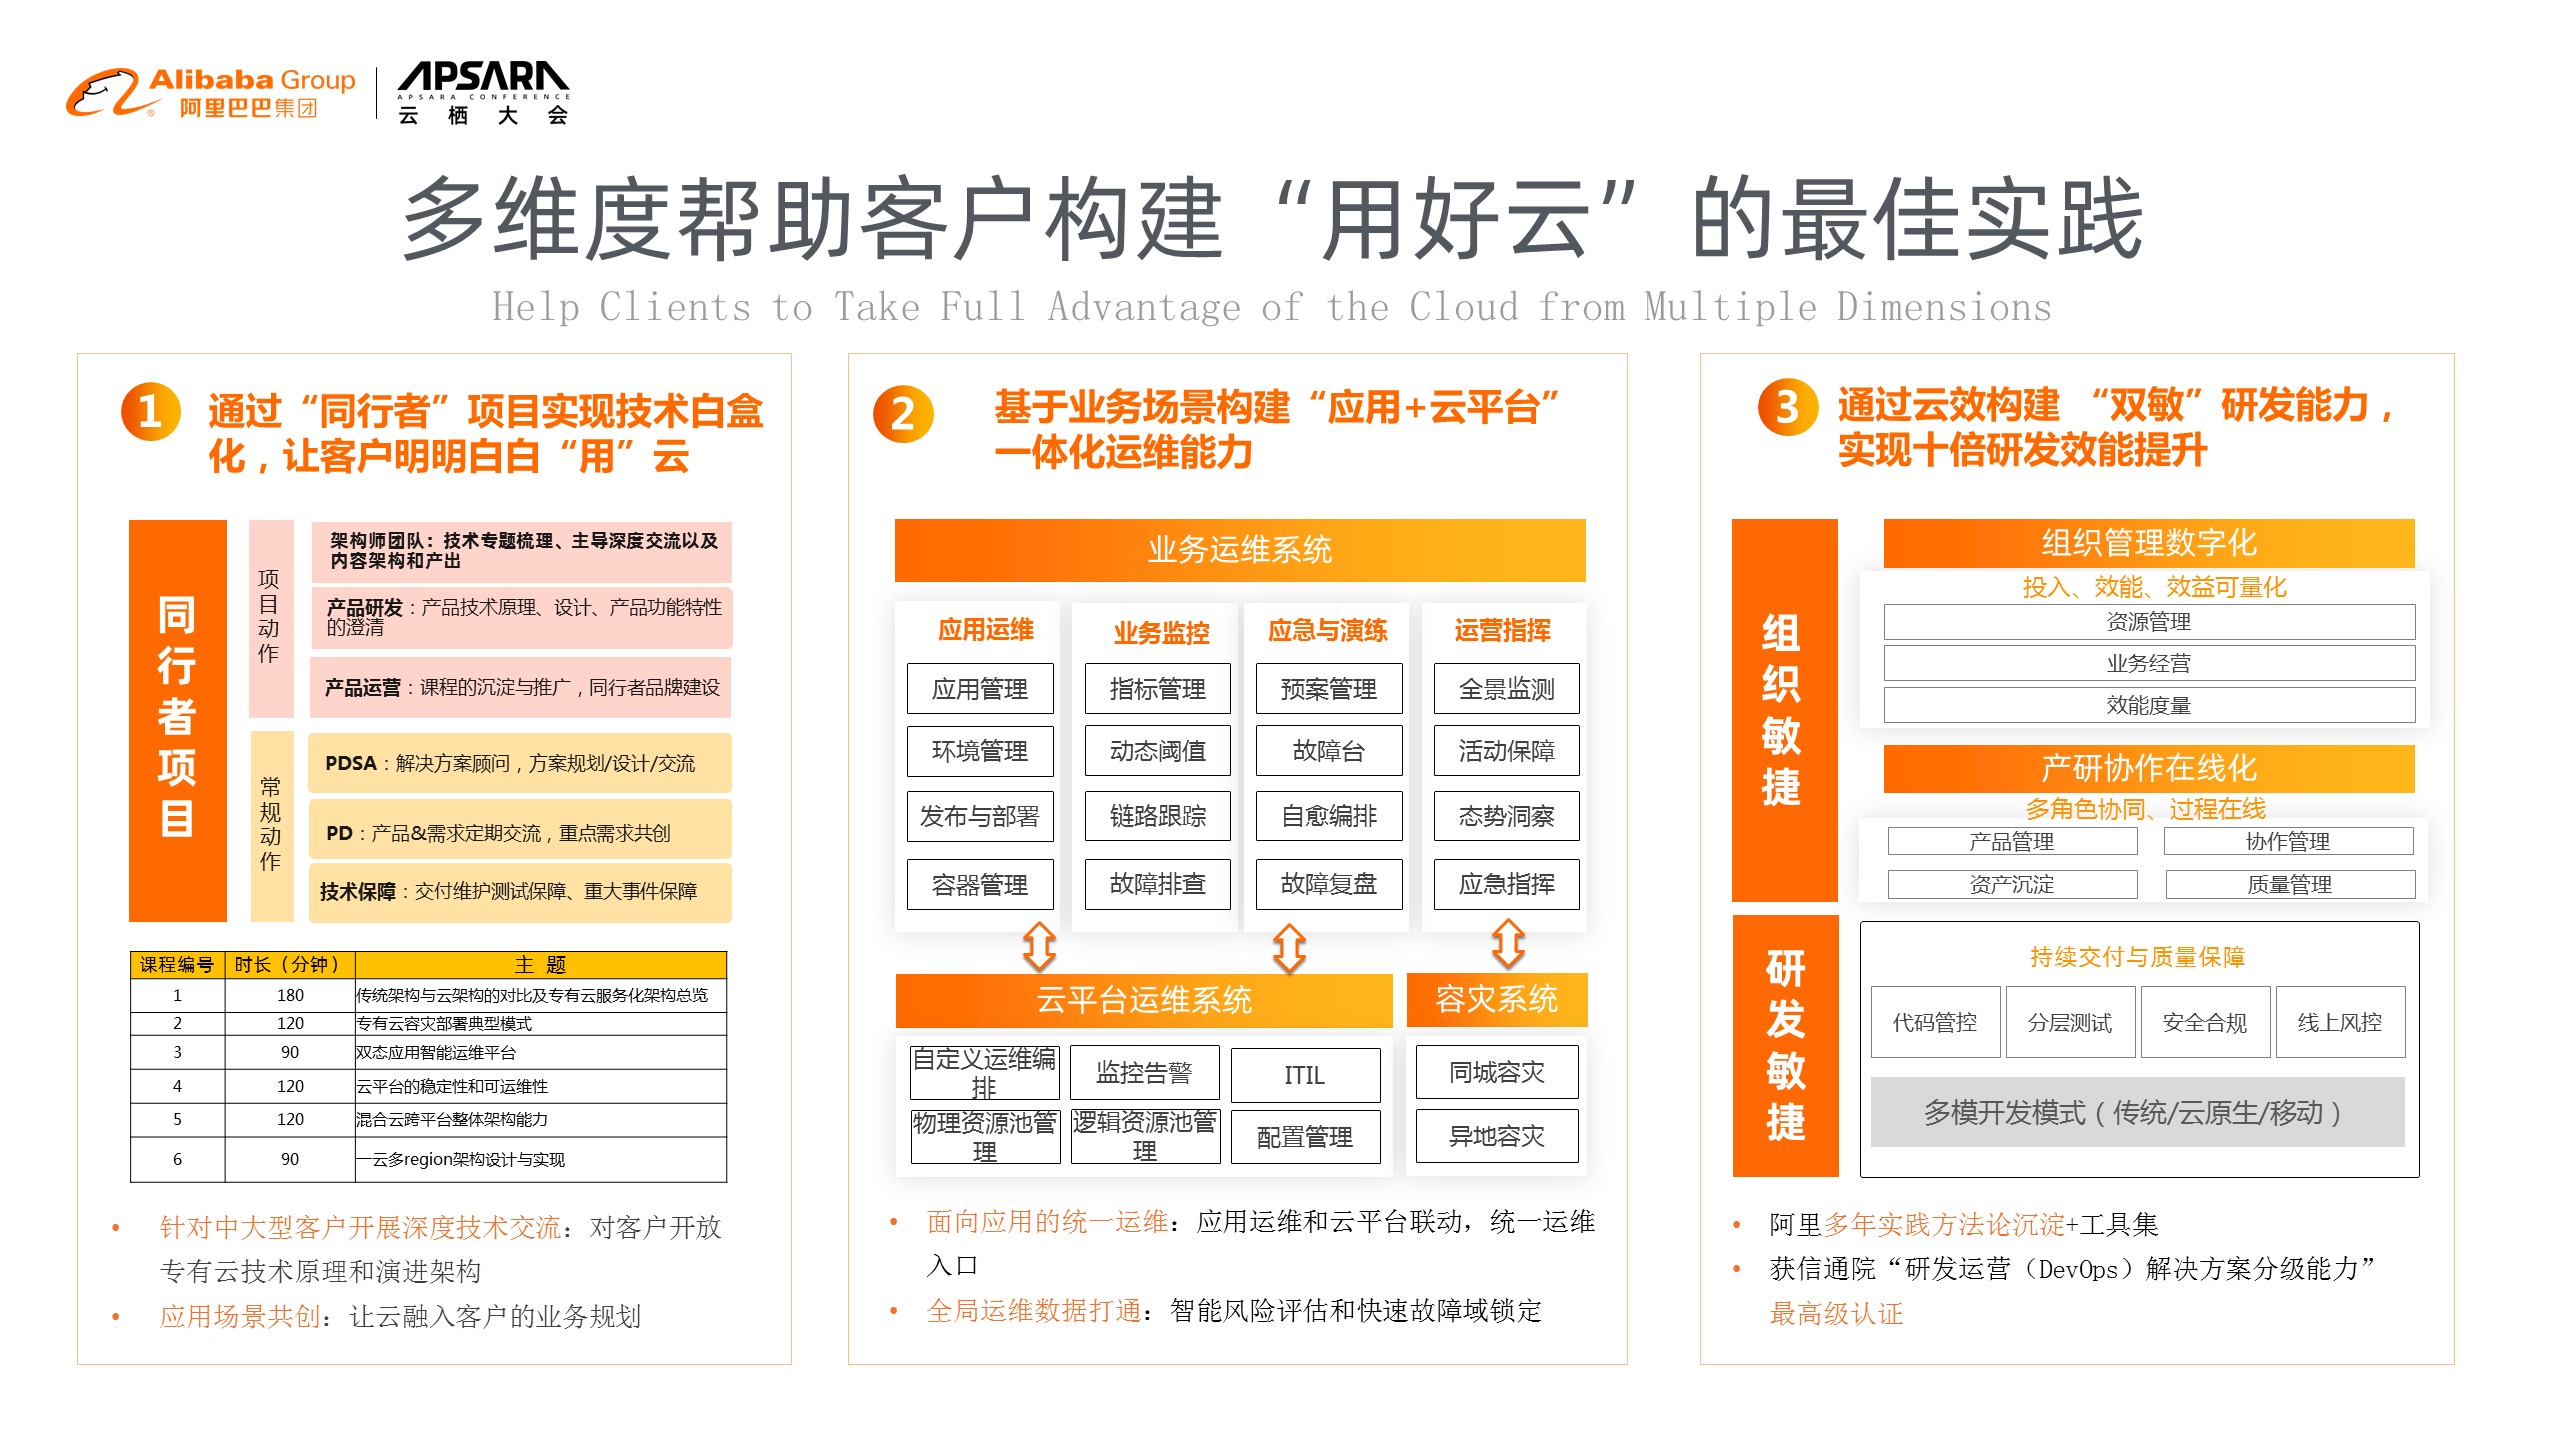 Alibaba Group
阿里巴巴集团
APSARA
APSARA CONFERENCE
云栖大会
多维度帮助客户构建“用好云”的最佳实践
Help Clients to Take Full Advantage of the Cloud from Multiple Dimensions
1
通过“同行者”项目实现技术白盒
化，让客户明明白白“用”云
同行者项目
项目动作
架构师团队：技术专题梳理、主导深度交流以及
内容架构和产出
产品研发：产品技术原理、设计、产品功能特性
的澄清
产品运营：课程的沉淀与推广，同行者品牌建设
常规动作
PDSA：解决方案顾问，方案规划/设计/交流
PD：产品&需求定期交流，重点需求共创
技术保障：交付维护测试保障、重大事件保障
课程编号 时长（分钟） 主 题
1 180 传统架构与云架构的对比及专有云服务化架构总览
2 120 专有云容灾部署典型模式
3 90 双态应用智能运维平台
4 120 云平台的稳定性和可运维性
5 120 混合云跨平台整体架构能力
6 90 一云多region架构设计与实现
• 针对中大型客户开展深度技术交流：对客户开放
专有云技术原理和演进架构
• 应用场景共创：让云融入客户的业务规划
2
基于业务场景构建“应用+云平台”
一体化运维能力
业务运维系统
应用运维 业务监控 应急与演练 运营指挥
应用管理 指标管理 预案管理 全景监测
环境管理 动态阈值 故障台 活动保障
发布与部署 链路跟踪 自愈编排 态势洞察
容器管理 故障排查 故障复盘 应急指挥
云平台运维系统 容灾系统
自定义运维编
排
监控告警 ITIL 同城容灾
物理资源池管
理
逻辑资源池管
理
配置管理 异地容灾
• 面向应用的统一运维：应用运维和云平台联动，统一运维
入口
• 全局运维数据打通：智能风险评估和快速故障域锁定
3
通过云效构建 “双敏”研发能力，
实现十倍研发效能提升
组织敏捷
组织管理数字化
投入、效能、效益可量化
资源管理
业务经营
效能度量
产研协作在线化
多角色协同、过程在线
产品管理 协作管理
资产沉淀 质量管理
研发敏捷
持续交付与质量保障
代码管控 分层测试 安全合规 线上风控
多模开发模式（传统/云原生/移动）
• 阿里多年实践方法论沉淀+工具集
• 获信通院“研发运营（DevOps）解决方案分级能力”
最高级认证